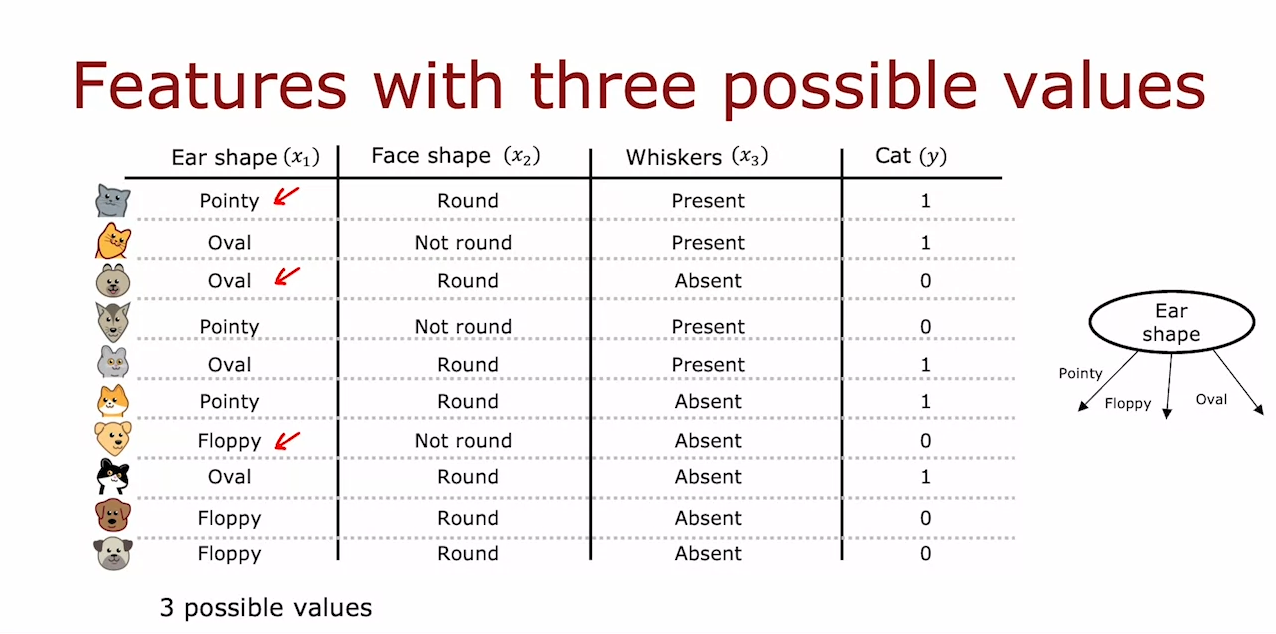 Features with three possible values
Ear shape (x₁) Face shape (x₂) Whiskers (x₃) Cat (y)
Pointy Round Present 1
Oval Not round Present 1
Oval Round Absent 0
Pointy Not round Present 0
Oval Round Present 1
Pointy Round Absent 1
Floppy Not round Absent 0
Oval Round Absent 1
Floppy Round Absent 0
Floppy Round Absent 0
3 possible values
Ear
shape
Pointy
Floppy
Oval